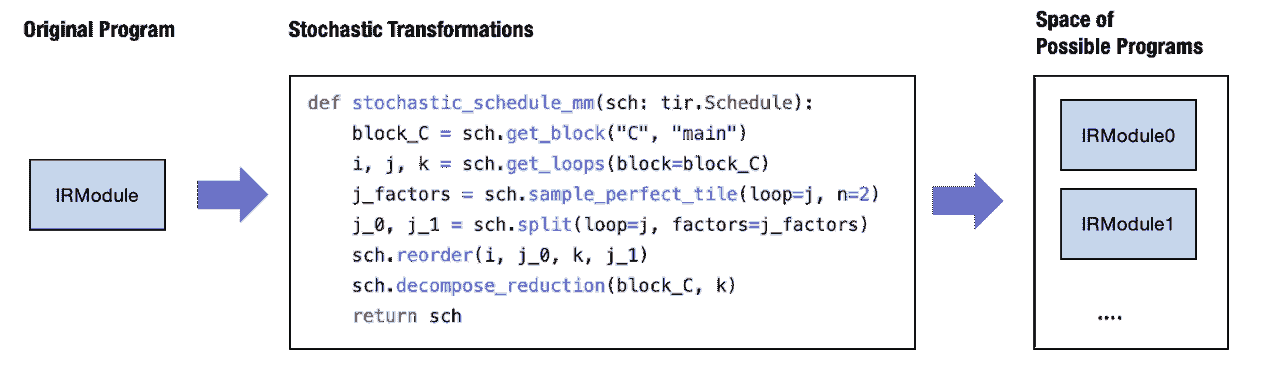 Original Program
Stochastic Transformations
Space of
Possible Programs
IRModule
def stochastic_schedule_mm(sch: tir.Schedule):
    block_C = sch.get_block("C", "main")
    i, j, k = sch.get_loops(block=block_C)
    j_factors = sch.sample_perfect_tile(loop=j, n=2)
    j_0, j_1 = sch.split(loop=j, factors=j_factors)
    sch.reorder(i, j_0, k, j_1)
    sch.decompose_reduction(block_C, k)
    return sch
IRModule0
IRModule1
....